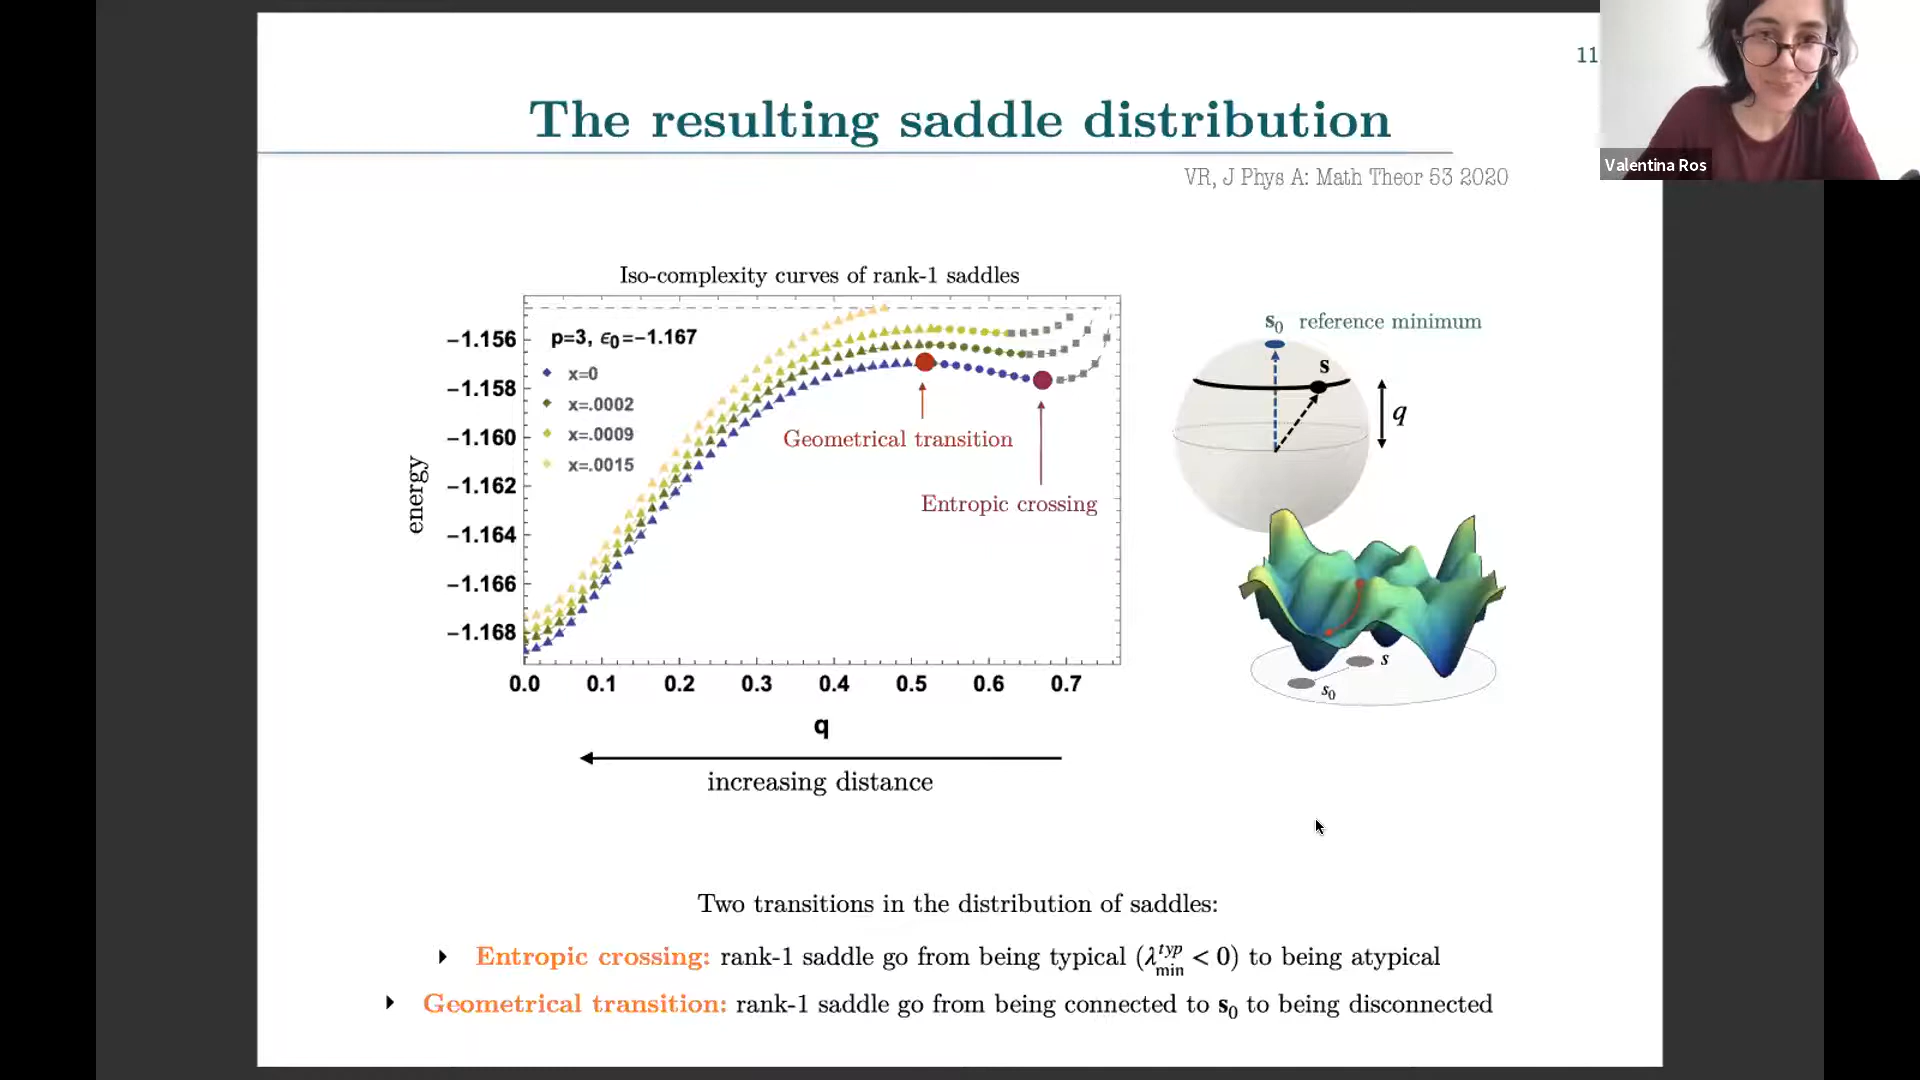 11
The resulting saddle distribution
Valentina Ros
VR, J Phys A: Math Theor 53 2020
Iso-complexity curves of rank-1 saddles
p=3, ϵ₀=−1.167
x=0
x=.0002
x=.0009
x=.0015
energy
−1.156
−1.158
−1.160
−1.162
−1.164
−1.166
−1.168
Geometrical transition
Entropic crossing
0.0 0.1 0.2 0.3 0.4 0.5 0.6 0.7
q
increasing distance
s₀ reference minimum
s
q
s
s₀
Two transitions in the distribution of saddles:
Entropic crossing: rank-1 saddle go from being typical (λ_min^typ < 0) to being atypical
Geometrical transition: rank-1 saddle go from being connected to s₀ to being disconnected